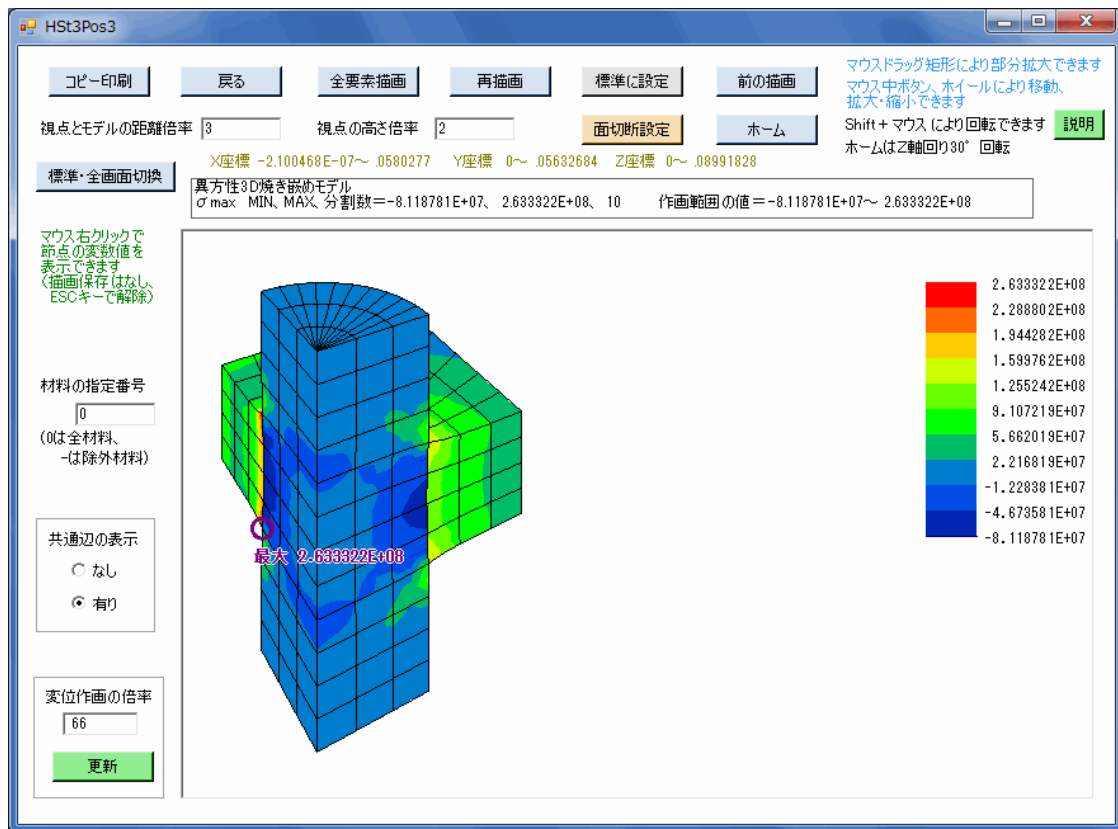 HSt3Pos3
コピー印刷
戻る
全要素描画
再描画
標準に設定
前の描画
マウスドラッグ矩形により部分拡大できます
マウス中ボタン、ホイールにより移動、
拡大・縮小できます
視点とモデルの距離倍率 3
視点の高さ倍率 2
面切断設定
ホーム
Shift+マウスにより回転できます
説明
ホームはZ軸回り30° 回転
標準・全画面切換
X座標 -2.100468E-07～ .0580277 Y座標 0～ .05632684 Z座標 0～ .08991828
異方性3D焼き嵌めモデル
σmax MIN、MAX、分割数=-8.118781E+07、 2.633322E+08、 10 作画範囲の値=-8.118781E+07～ 2.633322E+08
マウス右クリックで
節点の変数値を
表示できます
(描画保存はなし、
ESCキーで解除)
材料の指定番号
0
(0は全材料、
-は除外材料)
共通辺の表示
なし
有り
変位作画の倍率
66
更新
最大 2.633322E+08
2.633322E+08
2.288802E+08
1.944282E+08
1.599762E+08
1.255242E+08
9.107219E+07
5.662019E+07
2.216819E+07
-1.228381E+07
-4.673581E+07
-8.118781E+07